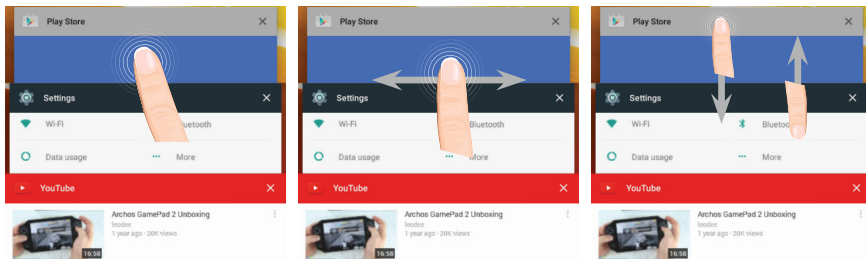 Play Store
Settings
Wi-Fi
Bluetooth
Data usage
More
YouTube
Archos GamePad 2 Unboxing
leodee
1 year ago · 20K views
16:58
Play Store
Settings
Wi-Fi
Bluetooth
Data usage
More
YouTube
Archos GamePad 2 Unboxing
leodee
1 year ago · 20K views
16:58
Play Store
Settings
Wi-Fi
Bluetoo
Data usage
More
YouTube
Archos GamePad 2 Unboxing
leodee
1 year ago · 20K views
16:58